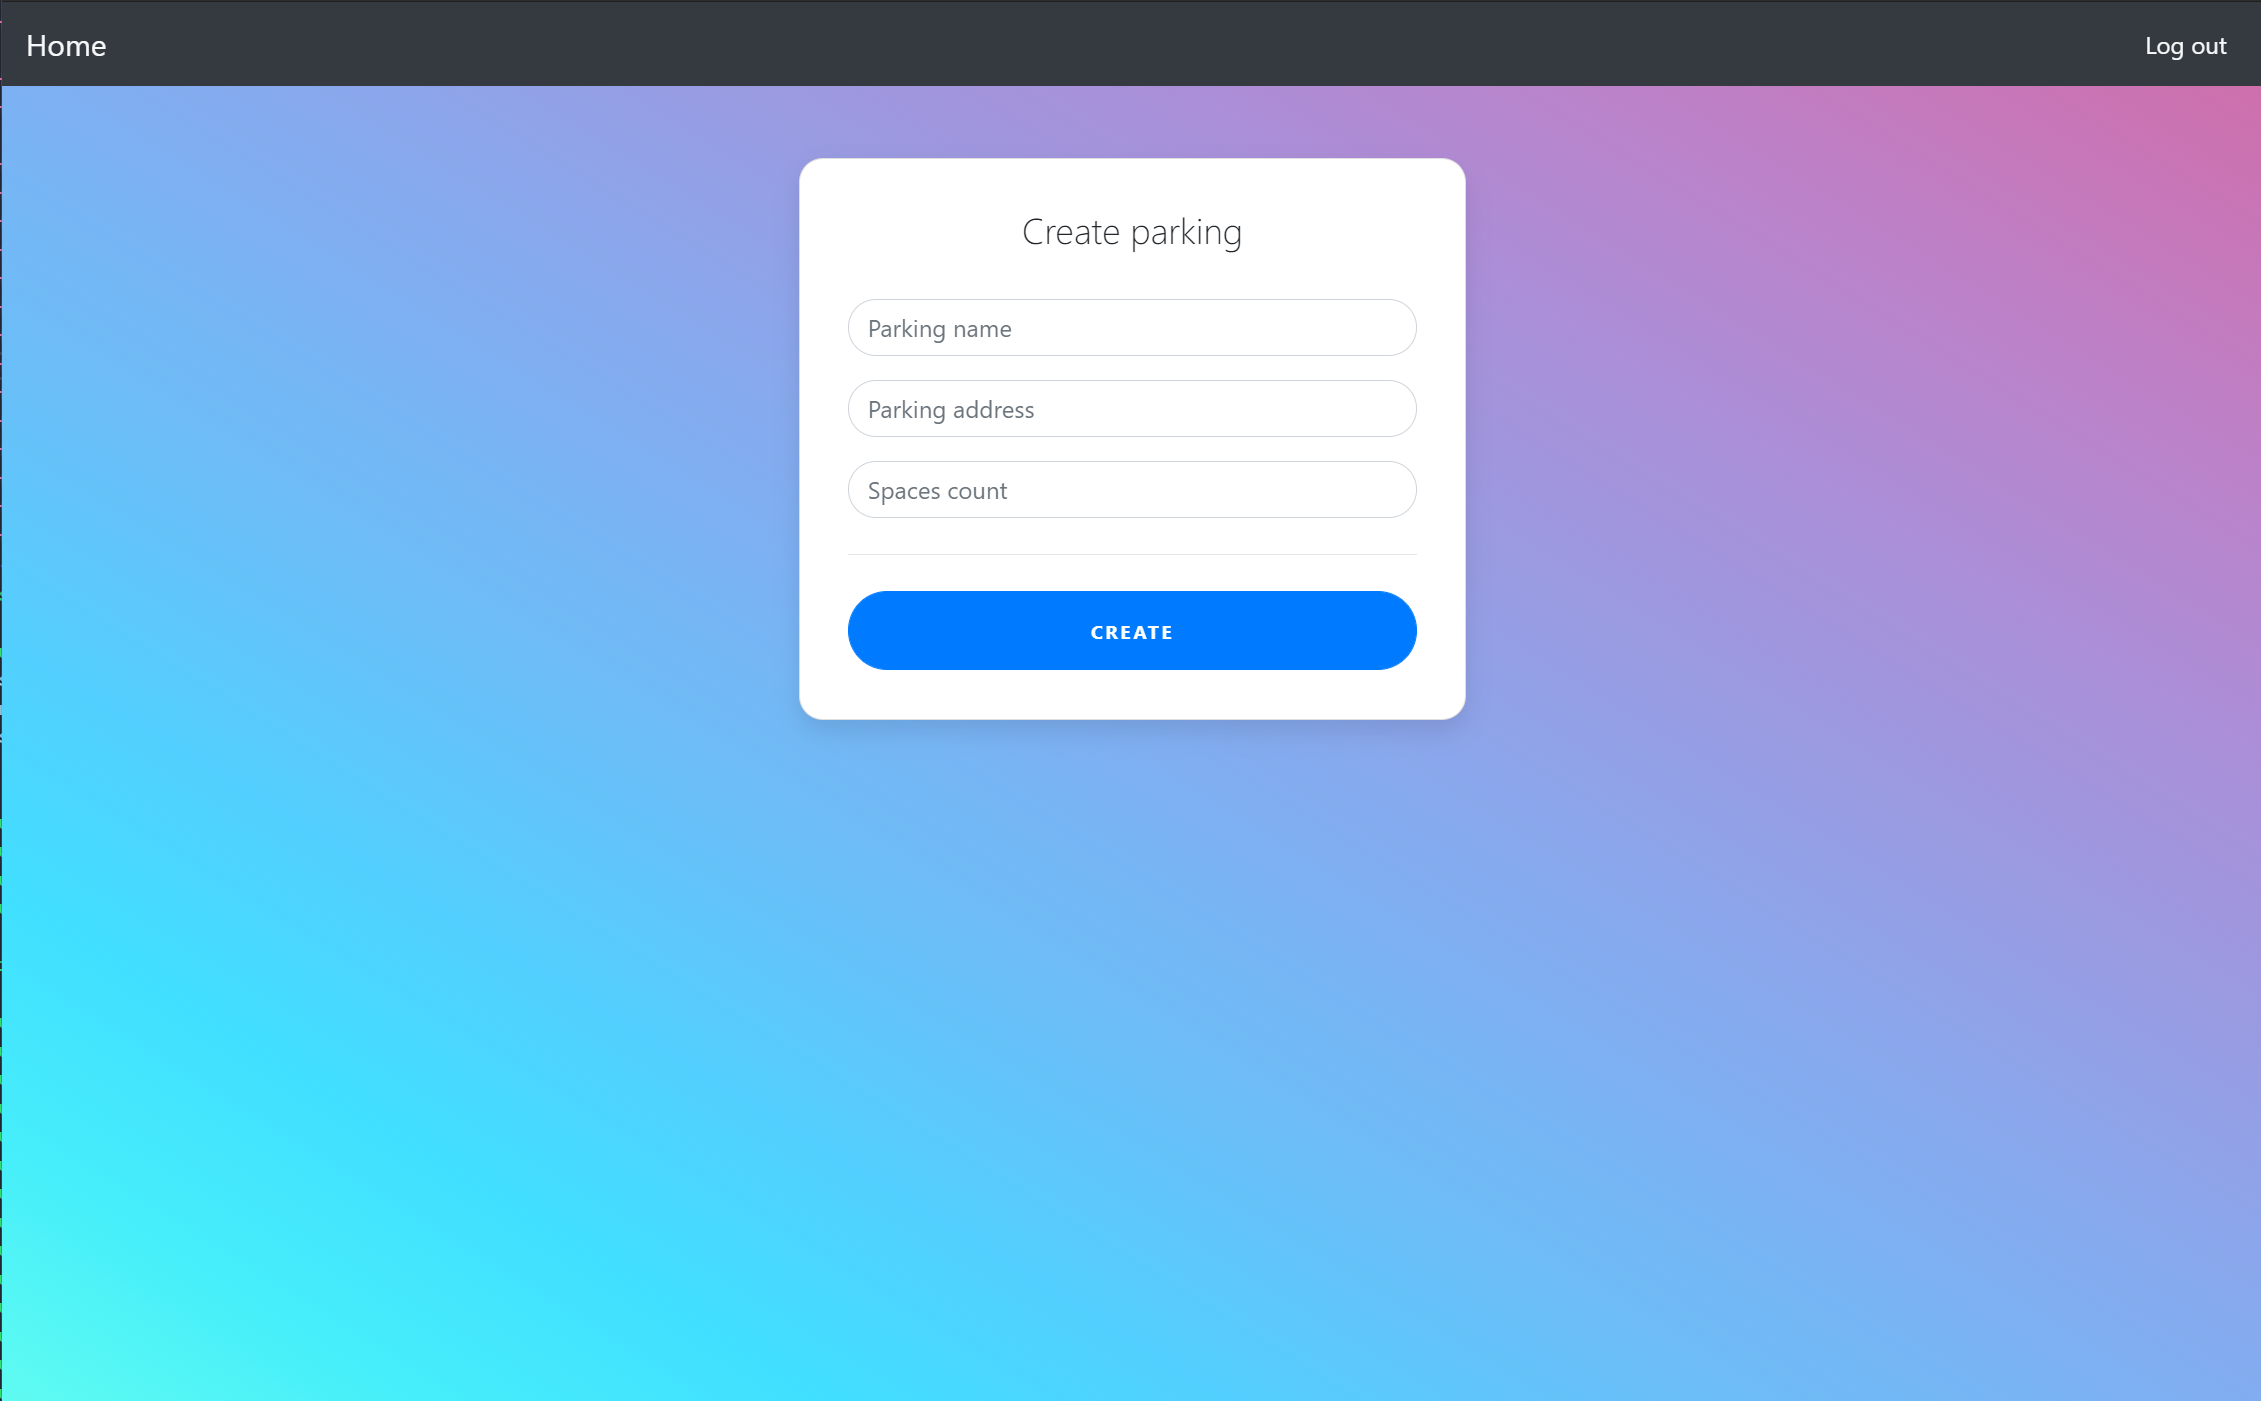 Home
Log out
Create parking
Parking name
Parking address
Spaces count
CREATE